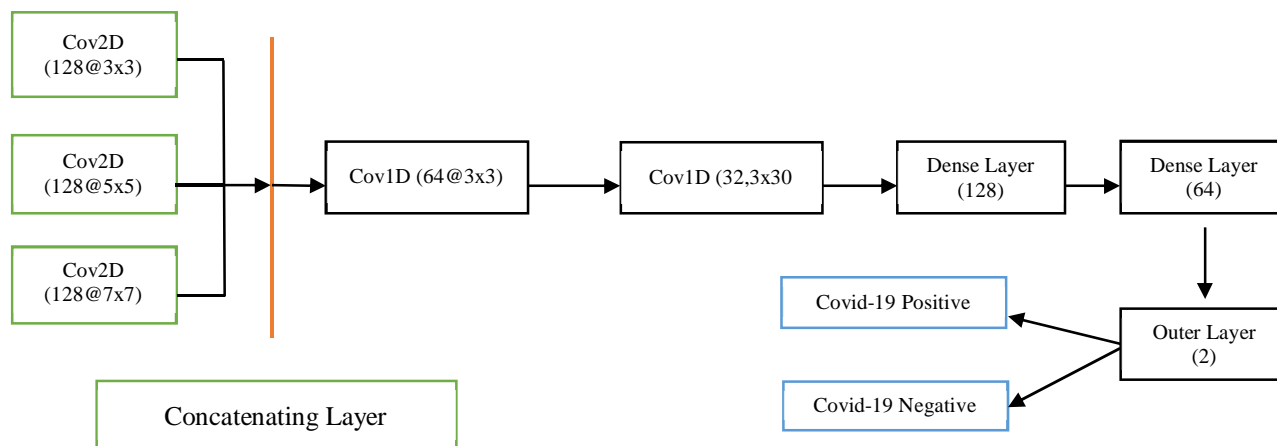 Cov2D
(128@3x3)
Cov2D
(128@5x5)
Cov2D
(128@7x7)
Cov1D (64@3x3)
Cov1D (32,3x30
Dense Layer
(128)
Dense Layer
(64)
Covid-19 Positive
Outer Layer
(2)
Covid-19 Negative
Concatenating Layer